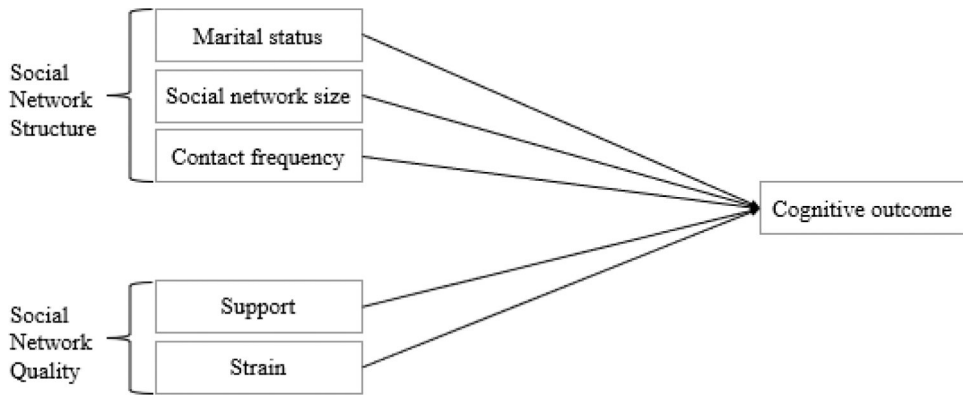 Social
Network
Structure
Marital status
Social network size
Contact frequency
Cognitive outcome
Social
Network
Quality
Support
Strain